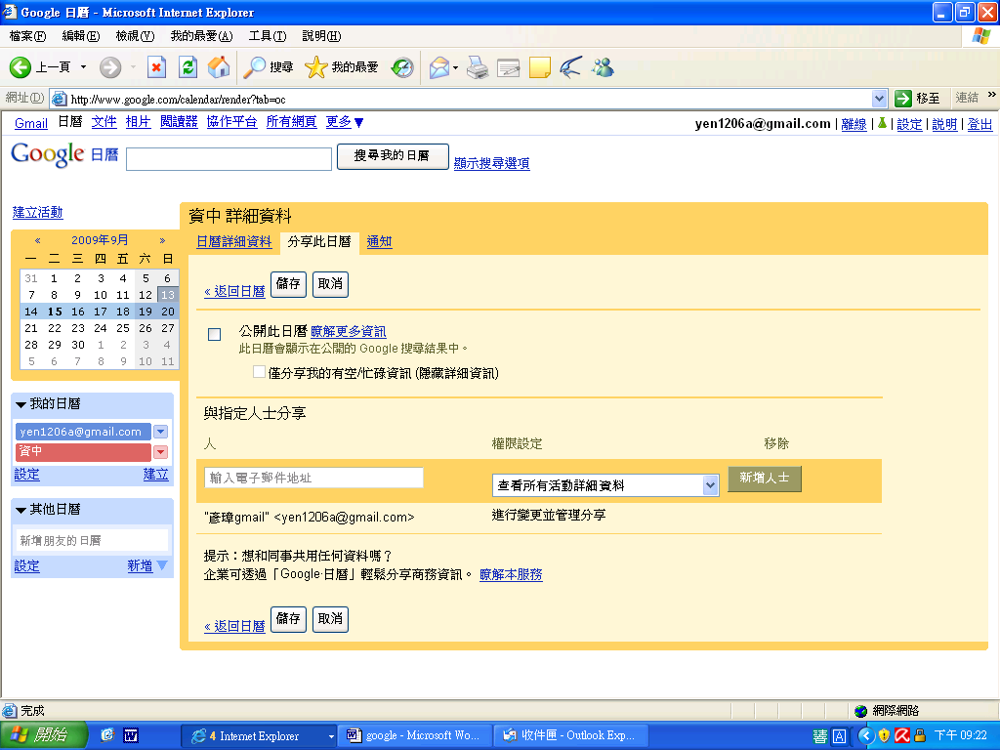 Google 日曆 - Microsoft Internet Explorer
檔案(F) 編輯(E) 檢視(V) 我的最愛(A) 工具(T) 說明(H)
上一頁 搜尋 我的最愛
網址(D) http://www.google.com/calendar/render?tab=oc 移至 連結 »
Gmail 日曆 文件 相片 閱讀器 協作平台 所有網頁 更多▼ yen1206a@gmail.com | 離線 | 設定 | 説明 | 登出
Google 日曆 搜尋我的日曆 顯示搜尋選項
建立活動
« 2009年9月 »
一 二 三 四 五 六 日
31 1 2 3 4 5 6
7 8 9 10 11 12 13
14 15 16 17 18 19 20
21 22 23 24 25 26 27
28 29 30 1 2 3 4
5 6 7 8 9 10 11
▼ 我的日曆
yen1206a@gmail.com
資中
設定 建立
▼ 其他日曆
新增朋友的日曆
設定 新增 ▼
資中 詳細資料
日曆詳細資料 分享此日曆 通知
« 返回日曆 儲存 取消
公開此日曆 瞭解更多資訊
此日曆會顯示在公開的 Google 搜尋結果中。
僅分享我的有空/忙碌資訊 (隱藏詳細資訊)
與指定人士分享
人 權限設定 移除
輸入電子郵件地址 查看所有活動詳細資料 新增人士
"彥瑋gmail" <yen1206a@gmail.com> 進行變更並管理分享
提示：想和同事共用任何資料嗎？
企業可透過「Google 日曆」輕鬆分享商務資訊。 瞭解本服務
« 返回日曆 儲存 取消
完成 網際網路
開始 4 Internet Explorer google - Microsoft Wo... 收件匣 - Outlook Exp... A 下午 09:22